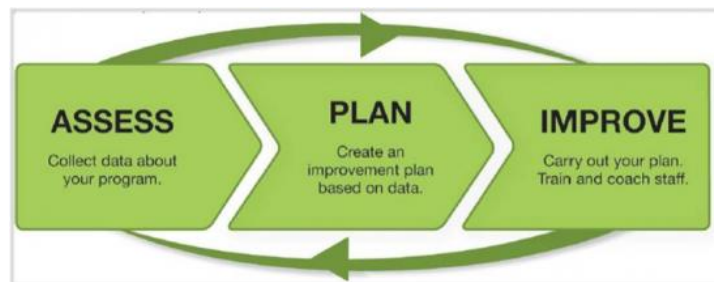 ASSESS
Collect data about
your program.
PLAN
Create an
improvement plan
based on data.
IMPROVE
Carry out your plan.
Train and coach staff.